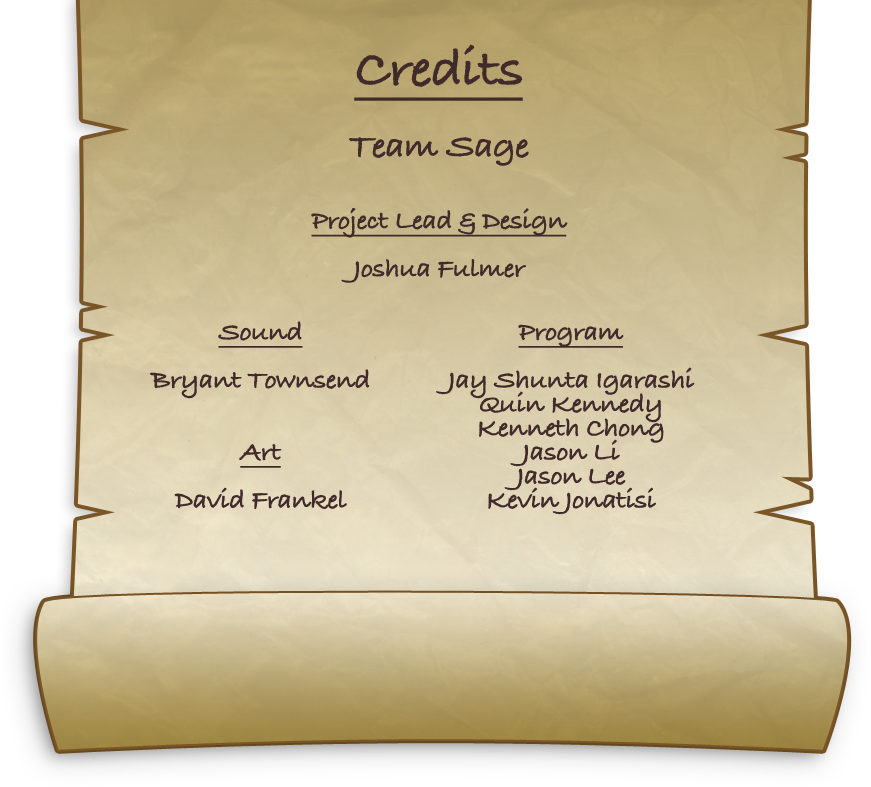 Credits
Team Sage
Project Lead & Design
Joshua Fulmer
Sound
Bryant Townsend
Art
David Frankel
Program
Jay Shunta Igarashi
Quin Kennedy
Kenneth Chong
Jason Li
Jason Lee
Kevin Jonatisi